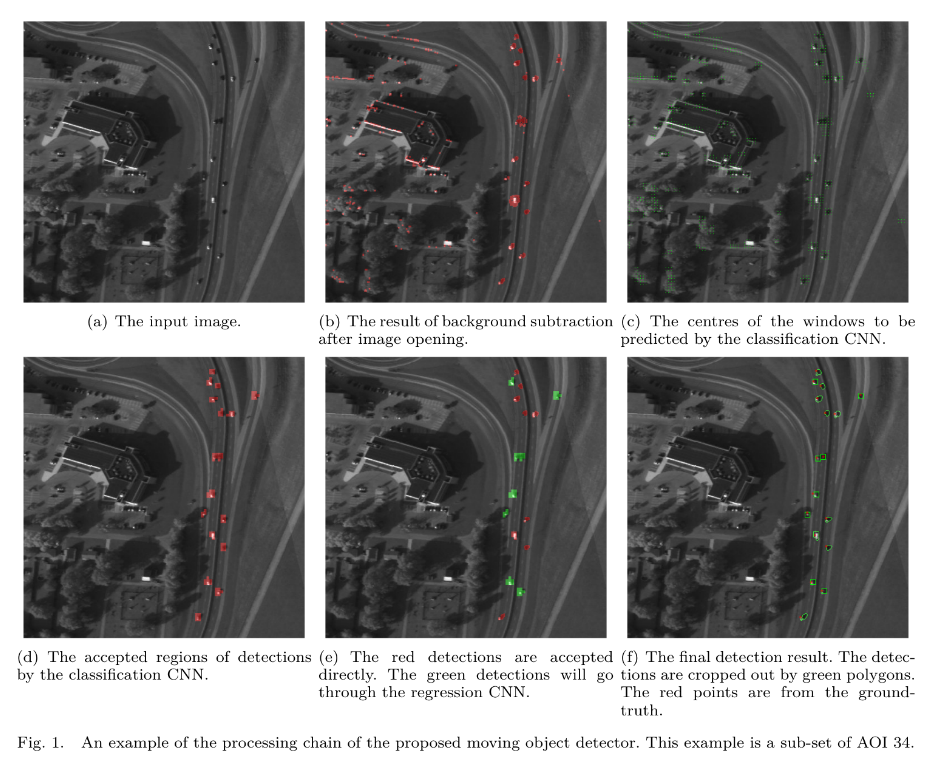 (a) The input image.
(b) The result of background subtraction
after image opening.
(c) The centres of the windows to be
predicted by the classification CNN.
(d) The accepted regions of detections
by the classification CNN.
(e) The red detections are accepted
directly. The green detections will go
through the regression CNN.
(f) The final detection result. The detec-
tions are cropped out by green polygons.
The red points are from the ground-
truth.
Fig. 1. An example of the processing chain of the proposed moving object detector. This example is a sub-set of AOI 34.